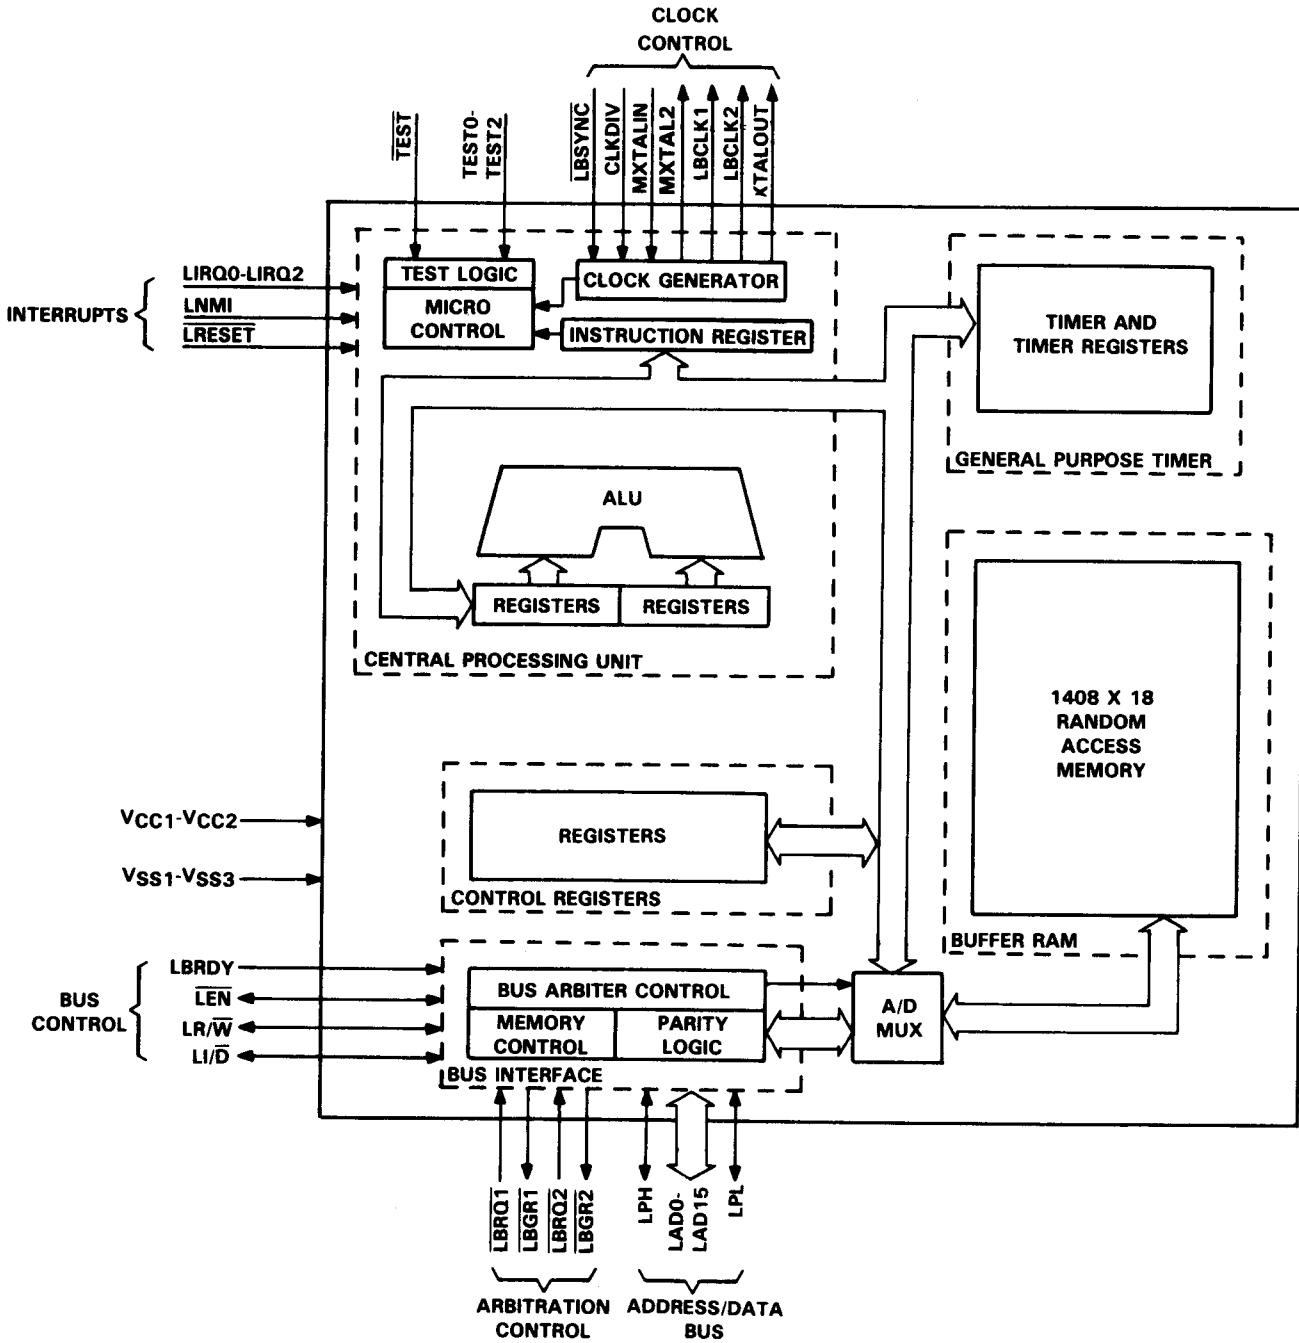 CLOCK
CONTROL
TEST
TEST0-
TEST2
LBSYNC
CLKDIV
MXTALIN
MXTAL2
LBCLK1
LBCLK2
XTALOUT
LIRQ0-LIRQ2
INTERRUPTS
LNMI
LRESET
TEST LOGIC
MICRO
CONTROL
CLOCK GENERATOR
INSTRUCTION REGISTER
TIMER AND
TIMER REGISTERS
GENERAL PURPOSE TIMER
ALU
REGISTERS
REGISTERS
CENTRAL PROCESSING UNIT
1408 X 18
RANDOM
ACCESS
MEMORY
BUFFER RAM
VCC1-VCC2
VSS1-VSS3
REGISTERS
CONTROL REGISTERS
BUS
CONTROL
LBRDY
LEN
LR/W
LI/D
BUS ARBITER CONTROL
MEMORY
CONTROL
PARITY
LOGIC
BUS INTERFACE
A/D
MUX
LBRQ1
LBGR1
LBRQ2
LBGR2
LPH
LAD0-
LAD15
LPL
ARBITRATION
CONTROL
ADDRESS/DATA
BUS